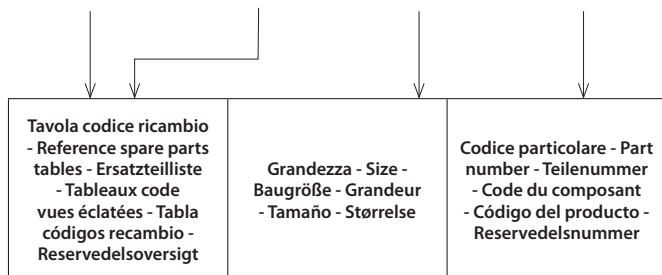 Tavola codice ricambio
- Reference spare parts
tables - Ersatzteilliste
- Tableaux code
vues éclatées - Tabla
códigos recambio -
Reservedelsoversigt
Grandezza - Size -
Baugröße - Grandeur
- Tamaño - Størrelse
Codice particolare - Part
number - Teilenummer
- Code du composant
- Código del producto -
Reservedelsnummer